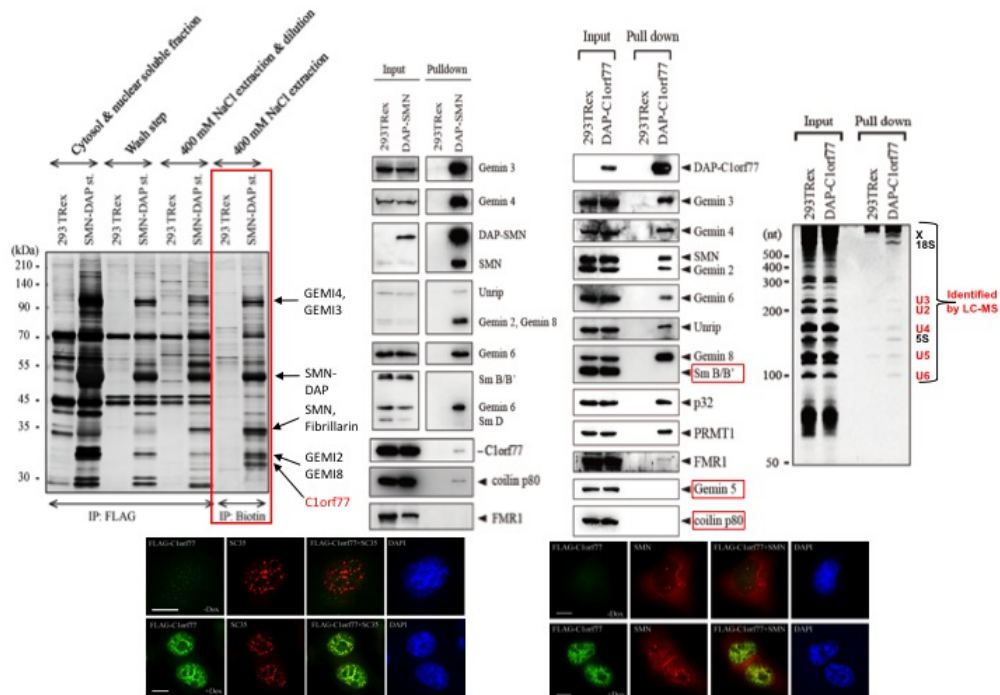 Cytosol & nuclear soluble fraction
Wash step
400 mM NaCl extraction & dilution
400 mM NaCl extraction
293 TRex
SMN-DAP st.
293 TRex
SMN-DAP st.
293 TRex
SMN-DAP st.
293 TRex
SMN-DAP st.
(kDa)
210
140
90
70
45
30
GEMI4,
GEMI3
SMN-
DAP
SMN,
Fibrillarin
GEMI2
GEMI8
C1orf77
IP: FLAG
IP: Biotin
Input
Pulldown
293TRex
DAP-SMN
293TRex
DAP-SMN
Gemin 3
Gemin 4
DAP-SMN
SMN
Unrip
Gemin 2, Gemin 8
Gemin 6
Sm B/B'
Gemin 6
Sm D
C1orf77
coilin p80
FMR1
Input
Pull down
293TRex
DAP-C1orf77
293TRex
DAP-C1orf77
DAP-C1orf77
Gemin 3
Gemin 4
SMN
Gemin 2
Gemin 6
Unrip
Gemin 8
Sm B/B'
p32
PRMT1
FMR1
Gemin 5
coilin p80
Input
Pull down
293TRex
DAP-C1orf77
293TRex
DAP-C1orf77
(nt)
500
400
300
200
100
50
X
18S
U3
U2
U4
5S
U5
U6
Identified
by LC-MS
FLAG-C1orf77
SC35
FLAG-C1orf77+SC35
DAPI
-Dox
FLAG-C1orf77
SC35
FLAG-C1orf77+SC35
DAPI
+Dox
FLAG-C1orf77
SMN
FLAG-C1orf77+SMN
DAPI
-Dox
FLAG-C1orf77
SMN
FLAG-C1orf77+SMN
DAPI
+Dox